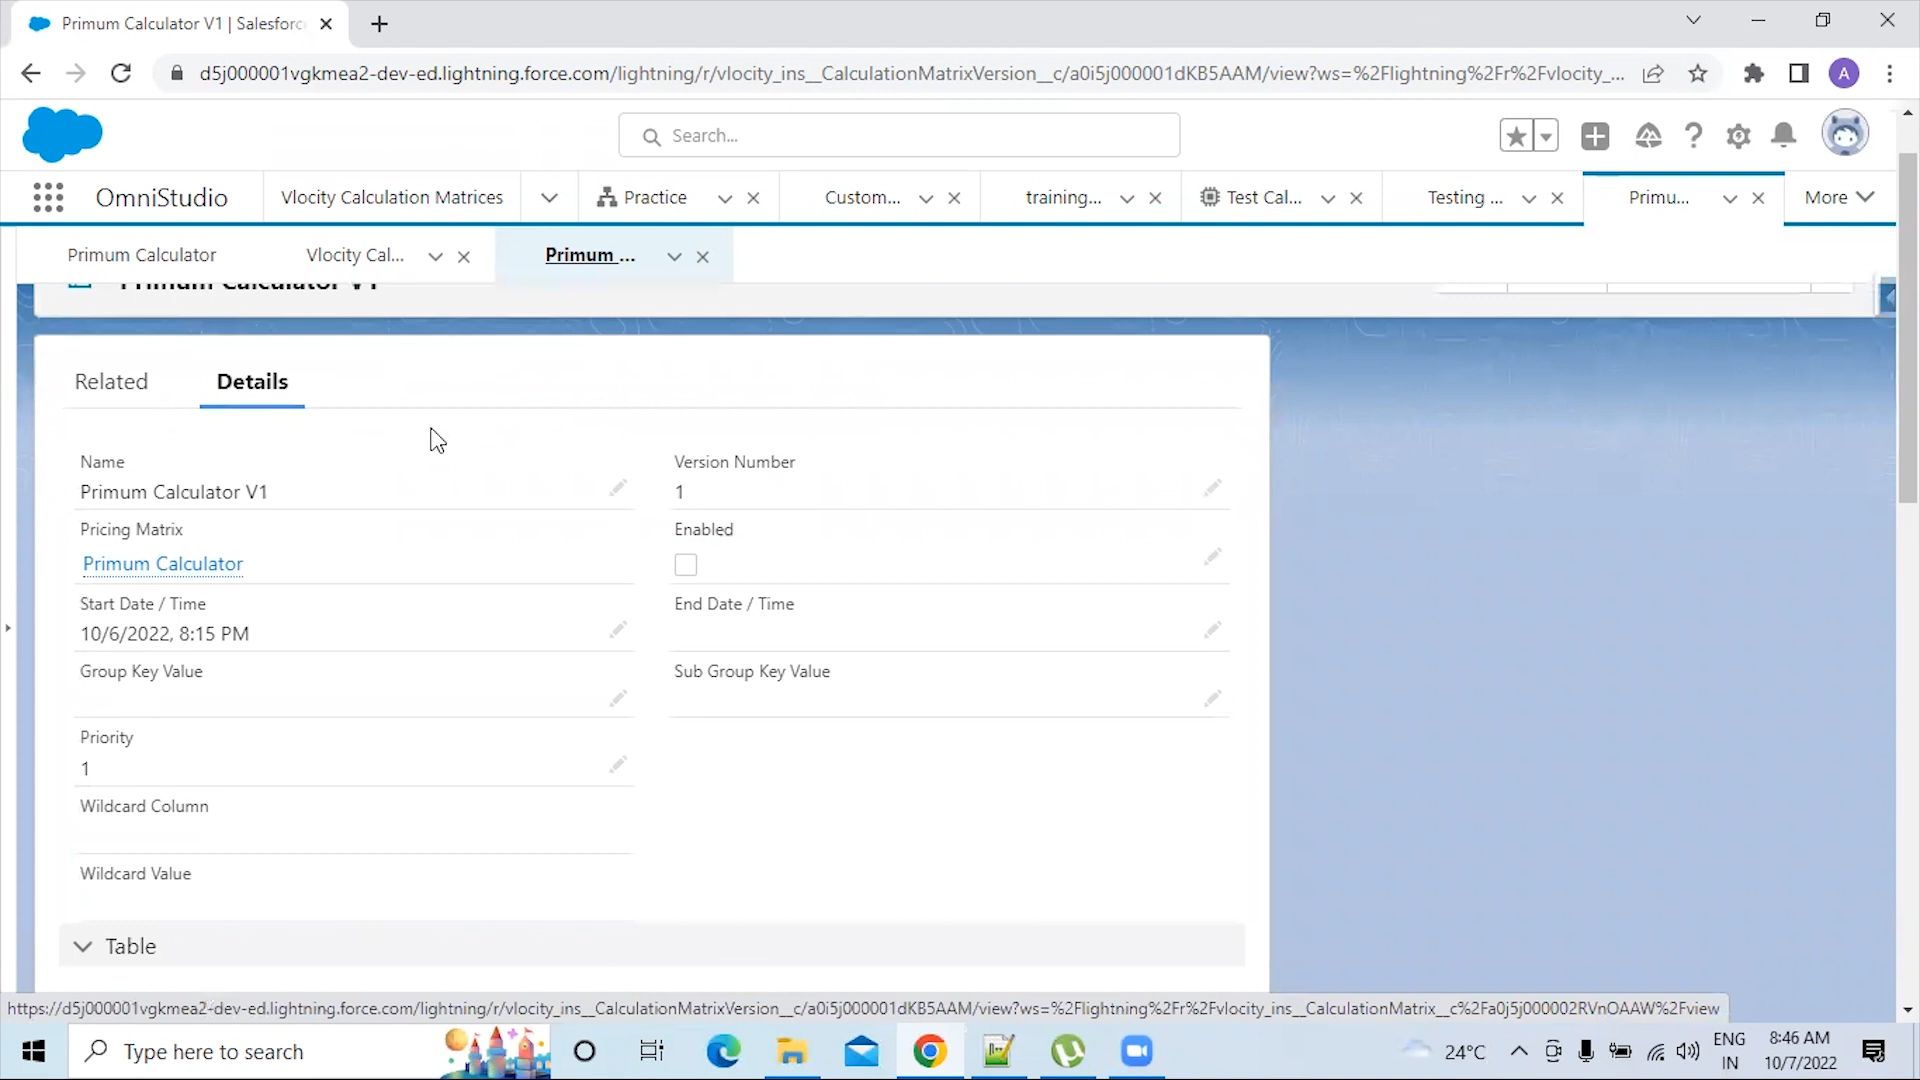 Primum Calculator V1 | Salesforc
d5j000001vgkmea2-dev-ed.lightning.force.com/lightning/r/vlocity_ins__CalculationMatrixVersion__c/a0i5j000001dKB5AAM/view?ws=%2Flightning%2Fr%2Fvlocity_...
A
Search...
OmniStudio
Vlocity Calculation Matrices
Practice
Custom...
training...
Test Cal...
Testing ...
Primu...
More
Primum Calculator
Vlocity Cal...
Primum ...
Primum Calculator V1
Related
Details
Name
Primum Calculator V1
Version Number
1
Pricing Matrix
Primum Calculator
Enabled
Start Date / Time
10/6/2022, 8:15 PM
End Date / Time
Group Key Value
Sub Group Key Value
Priority
1
Wildcard Column
Wildcard Value
Table
https://d5j000001vgkmea2-dev-ed.lightning.force.com/lightning/r/vlocity_ins__CalculationMatrixVersion__c/a0i5j000001dKB5AAM/view?ws=%2Flightning%2Fr%2Fvlocity_ins__CalculationMatrix__c%2Fa0j5j000002RVnOAAW%2Fview
Type here to search
24°C
ENG
IN
8:46 AM
10/7/2022